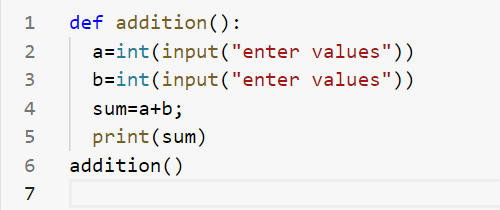 1 def addition():
2   a=int(input("enter values"))
3   b=int(input("enter values"))
4   sum=a+b;
5   print(sum)
6 addition()
7